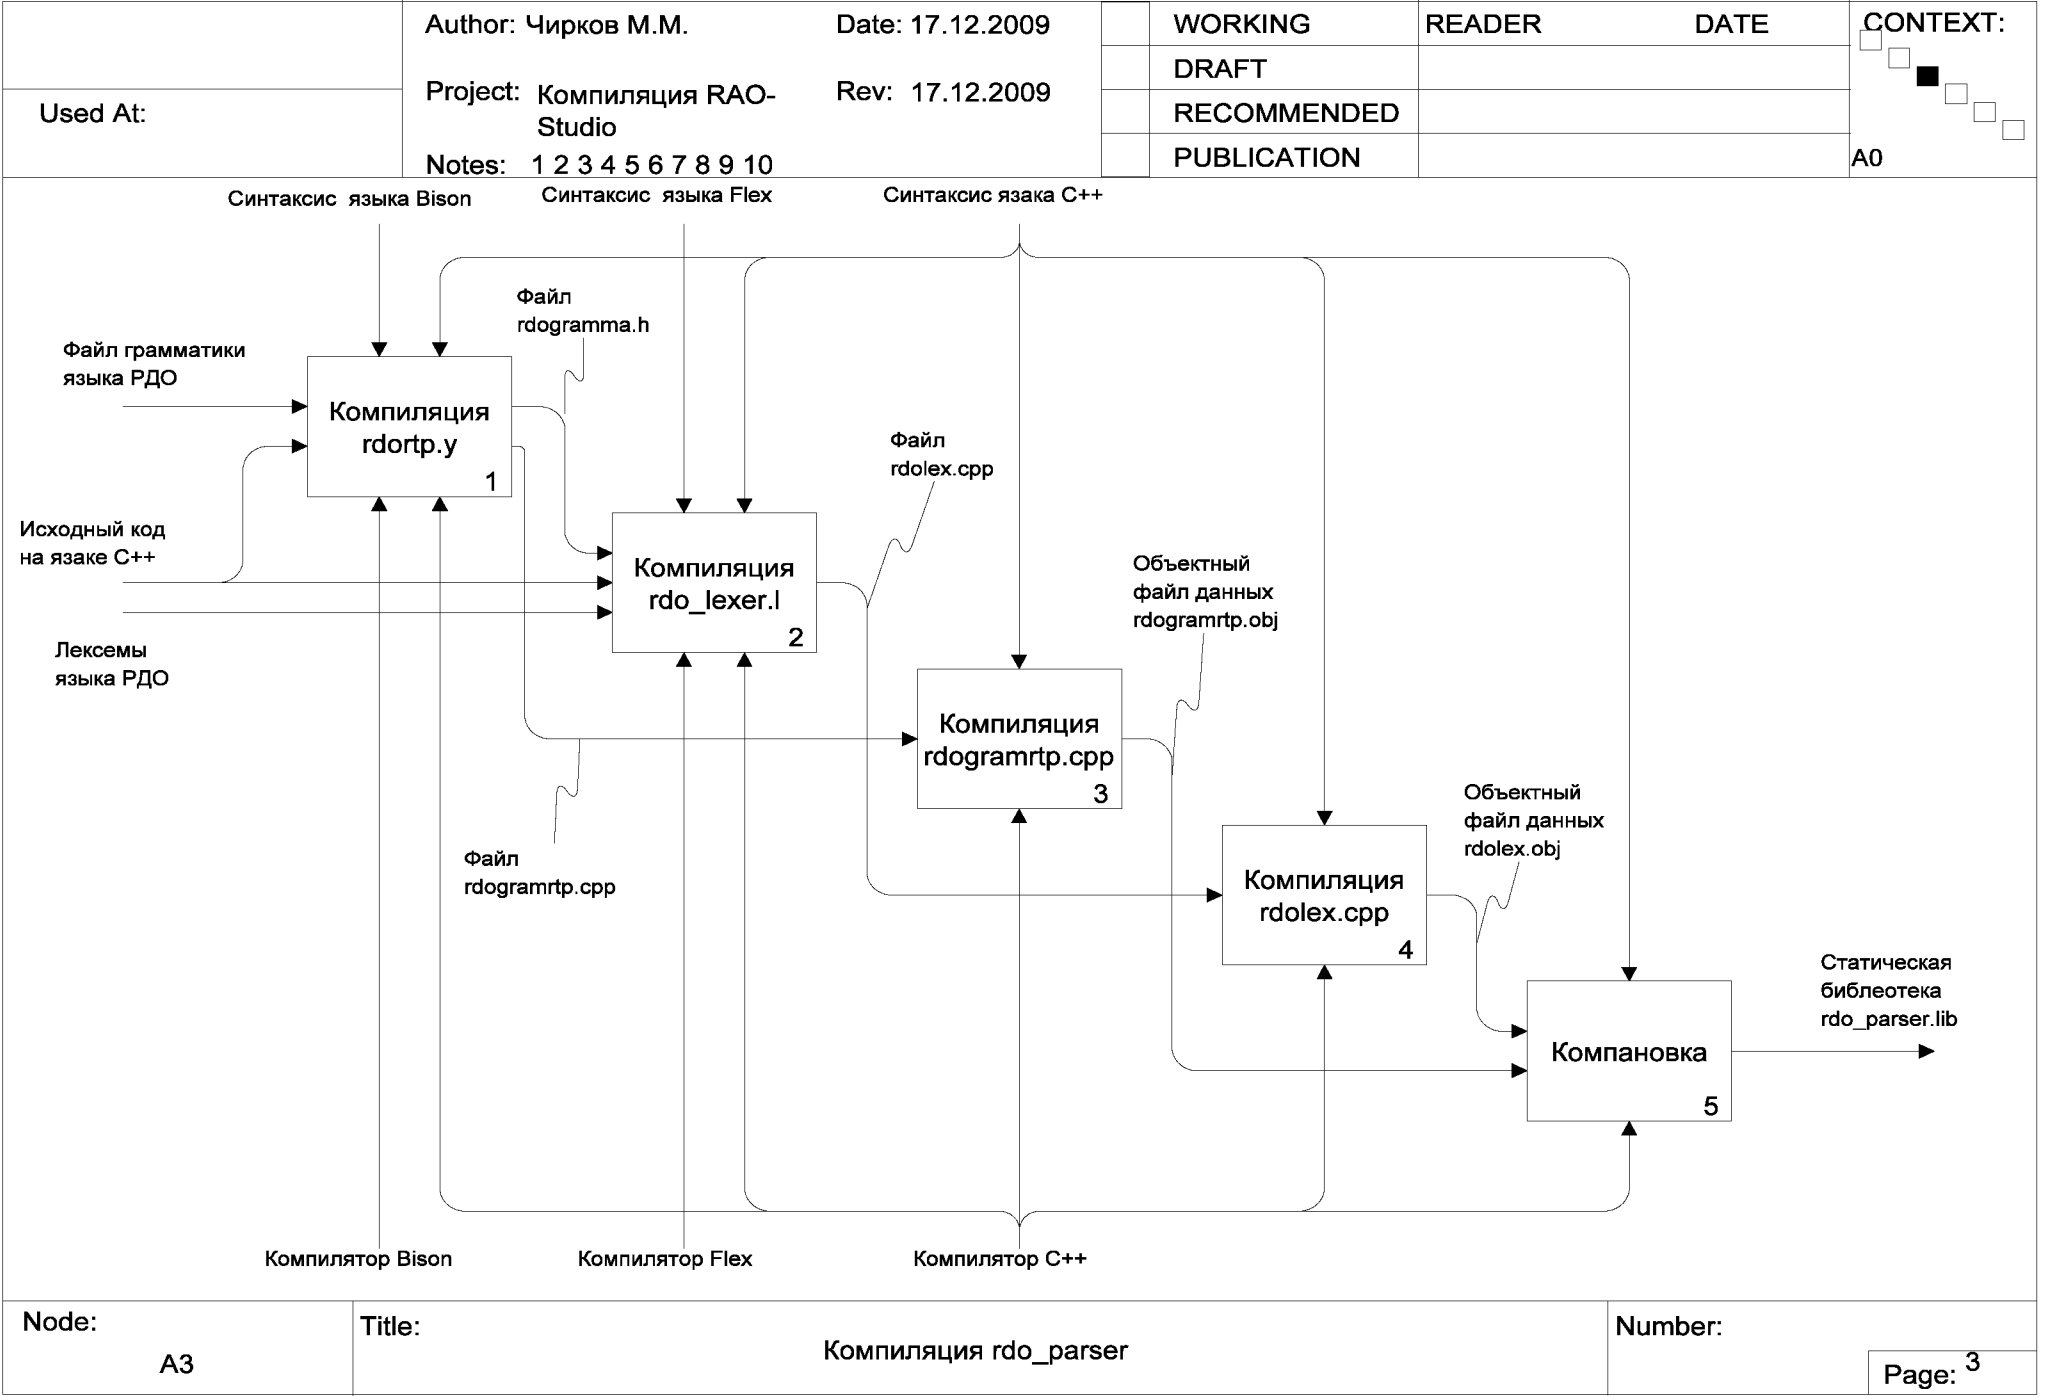 Used At:
Author: Чирков М.М.
Date: 17.12.2009
Project: Компиляция RAO-
Studio
Rev: 17.12.2009
Notes: 1 2 3 4 5 6 7 8 9 10
WORKING
DRAFT
RECOMMENDED
PUBLICATION
READER DATE
CONTEXT:
A0
Синтаксис языка Bison
Синтаксис языка Flex
Синтаксис язака C++
Файл
rdogramma.h
Файл грамматики
языка РДО
Компиляция
rdortp.y
1
Файл
rdolex.cpp
Исходный код
на язаке C++
Компиляция
rdo_lexer.l
2
Объектный
файл данных
rdogramrtp.obj
Лексемы
языка РДО
Компиляция
rdogramrtp.cpp
3
Файл
rdogramrtp.cpp
Объектный
файл данных
rdolex.obj
Компиляция
rdolex.cpp
4
Статическая
библеотека
rdo_parser.lib
Компановка
5
Компилятор Bison
Компилятор Flex
Компилятор C++
Node:
A3
Title:
Компиляция rdo_parser
Number:
Page: 3